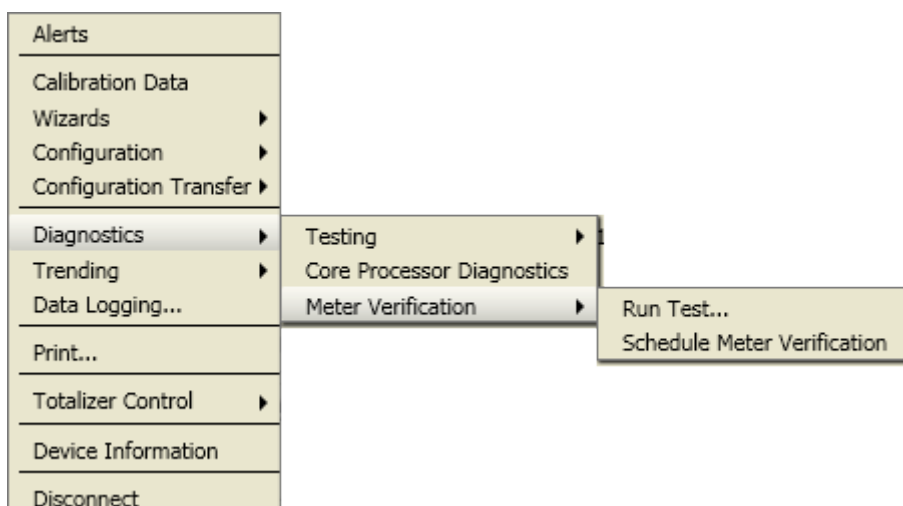 Alerts
Calibration Data
Wizards
Configuration
Configuration Transfer
Diagnostics
Trending
Data Logging...
Print...
Totalizer Control
Device Information
Disconnect
Testing
Core Processor Diagnostics
Meter Verification
Run Test...
Schedule Meter Verification